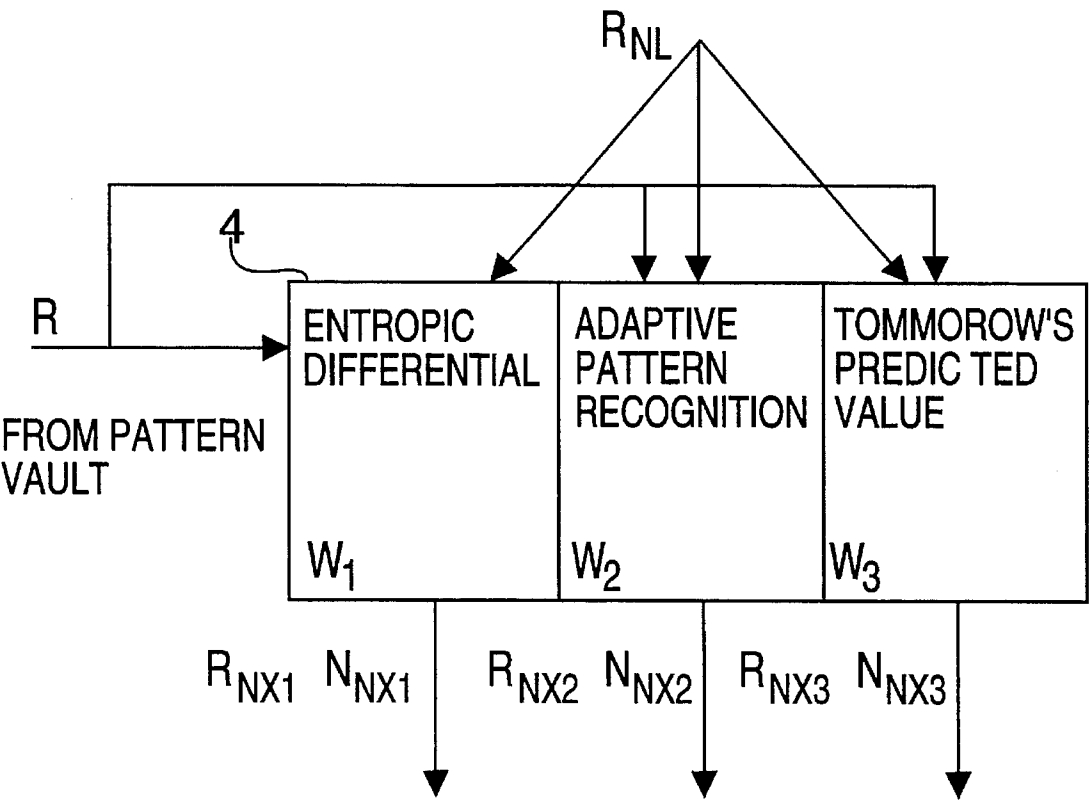 R_NL
4
R
FROM PATTERN
VAULT
ENTROPIC
DIFFERENTIAL
W_1
ADAPTIVE
PATTERN
RECOGNITION
W_2
TOMMOROW'S
PREDIC TED
VALUE
W_3
R_NX1 N_NX1 R_NX2 N_NX2 R_NX3 N_NX3